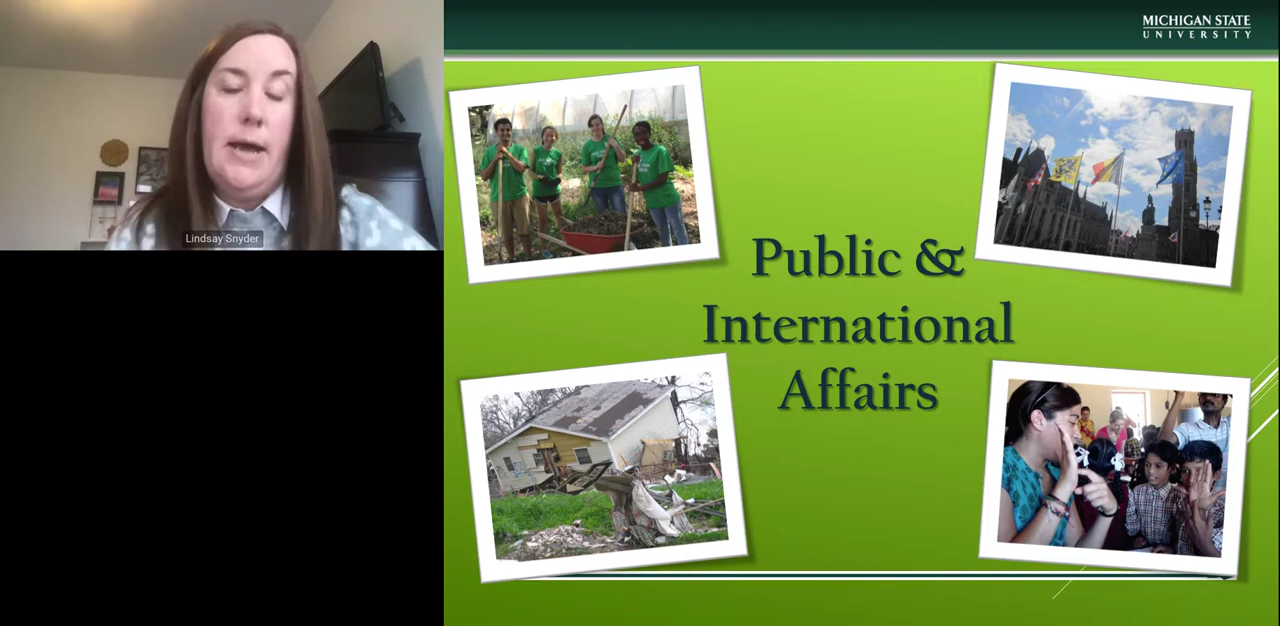 MICHIGAN STATE
UNIVERSITY
Public &
International
Affairs
Lindsay Snyder